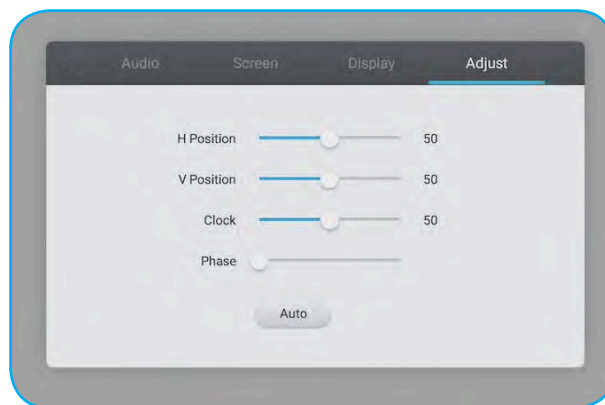 Audio Screen Display Adjust
H Position 50
V Position 50
Clock 50
Phase
Auto